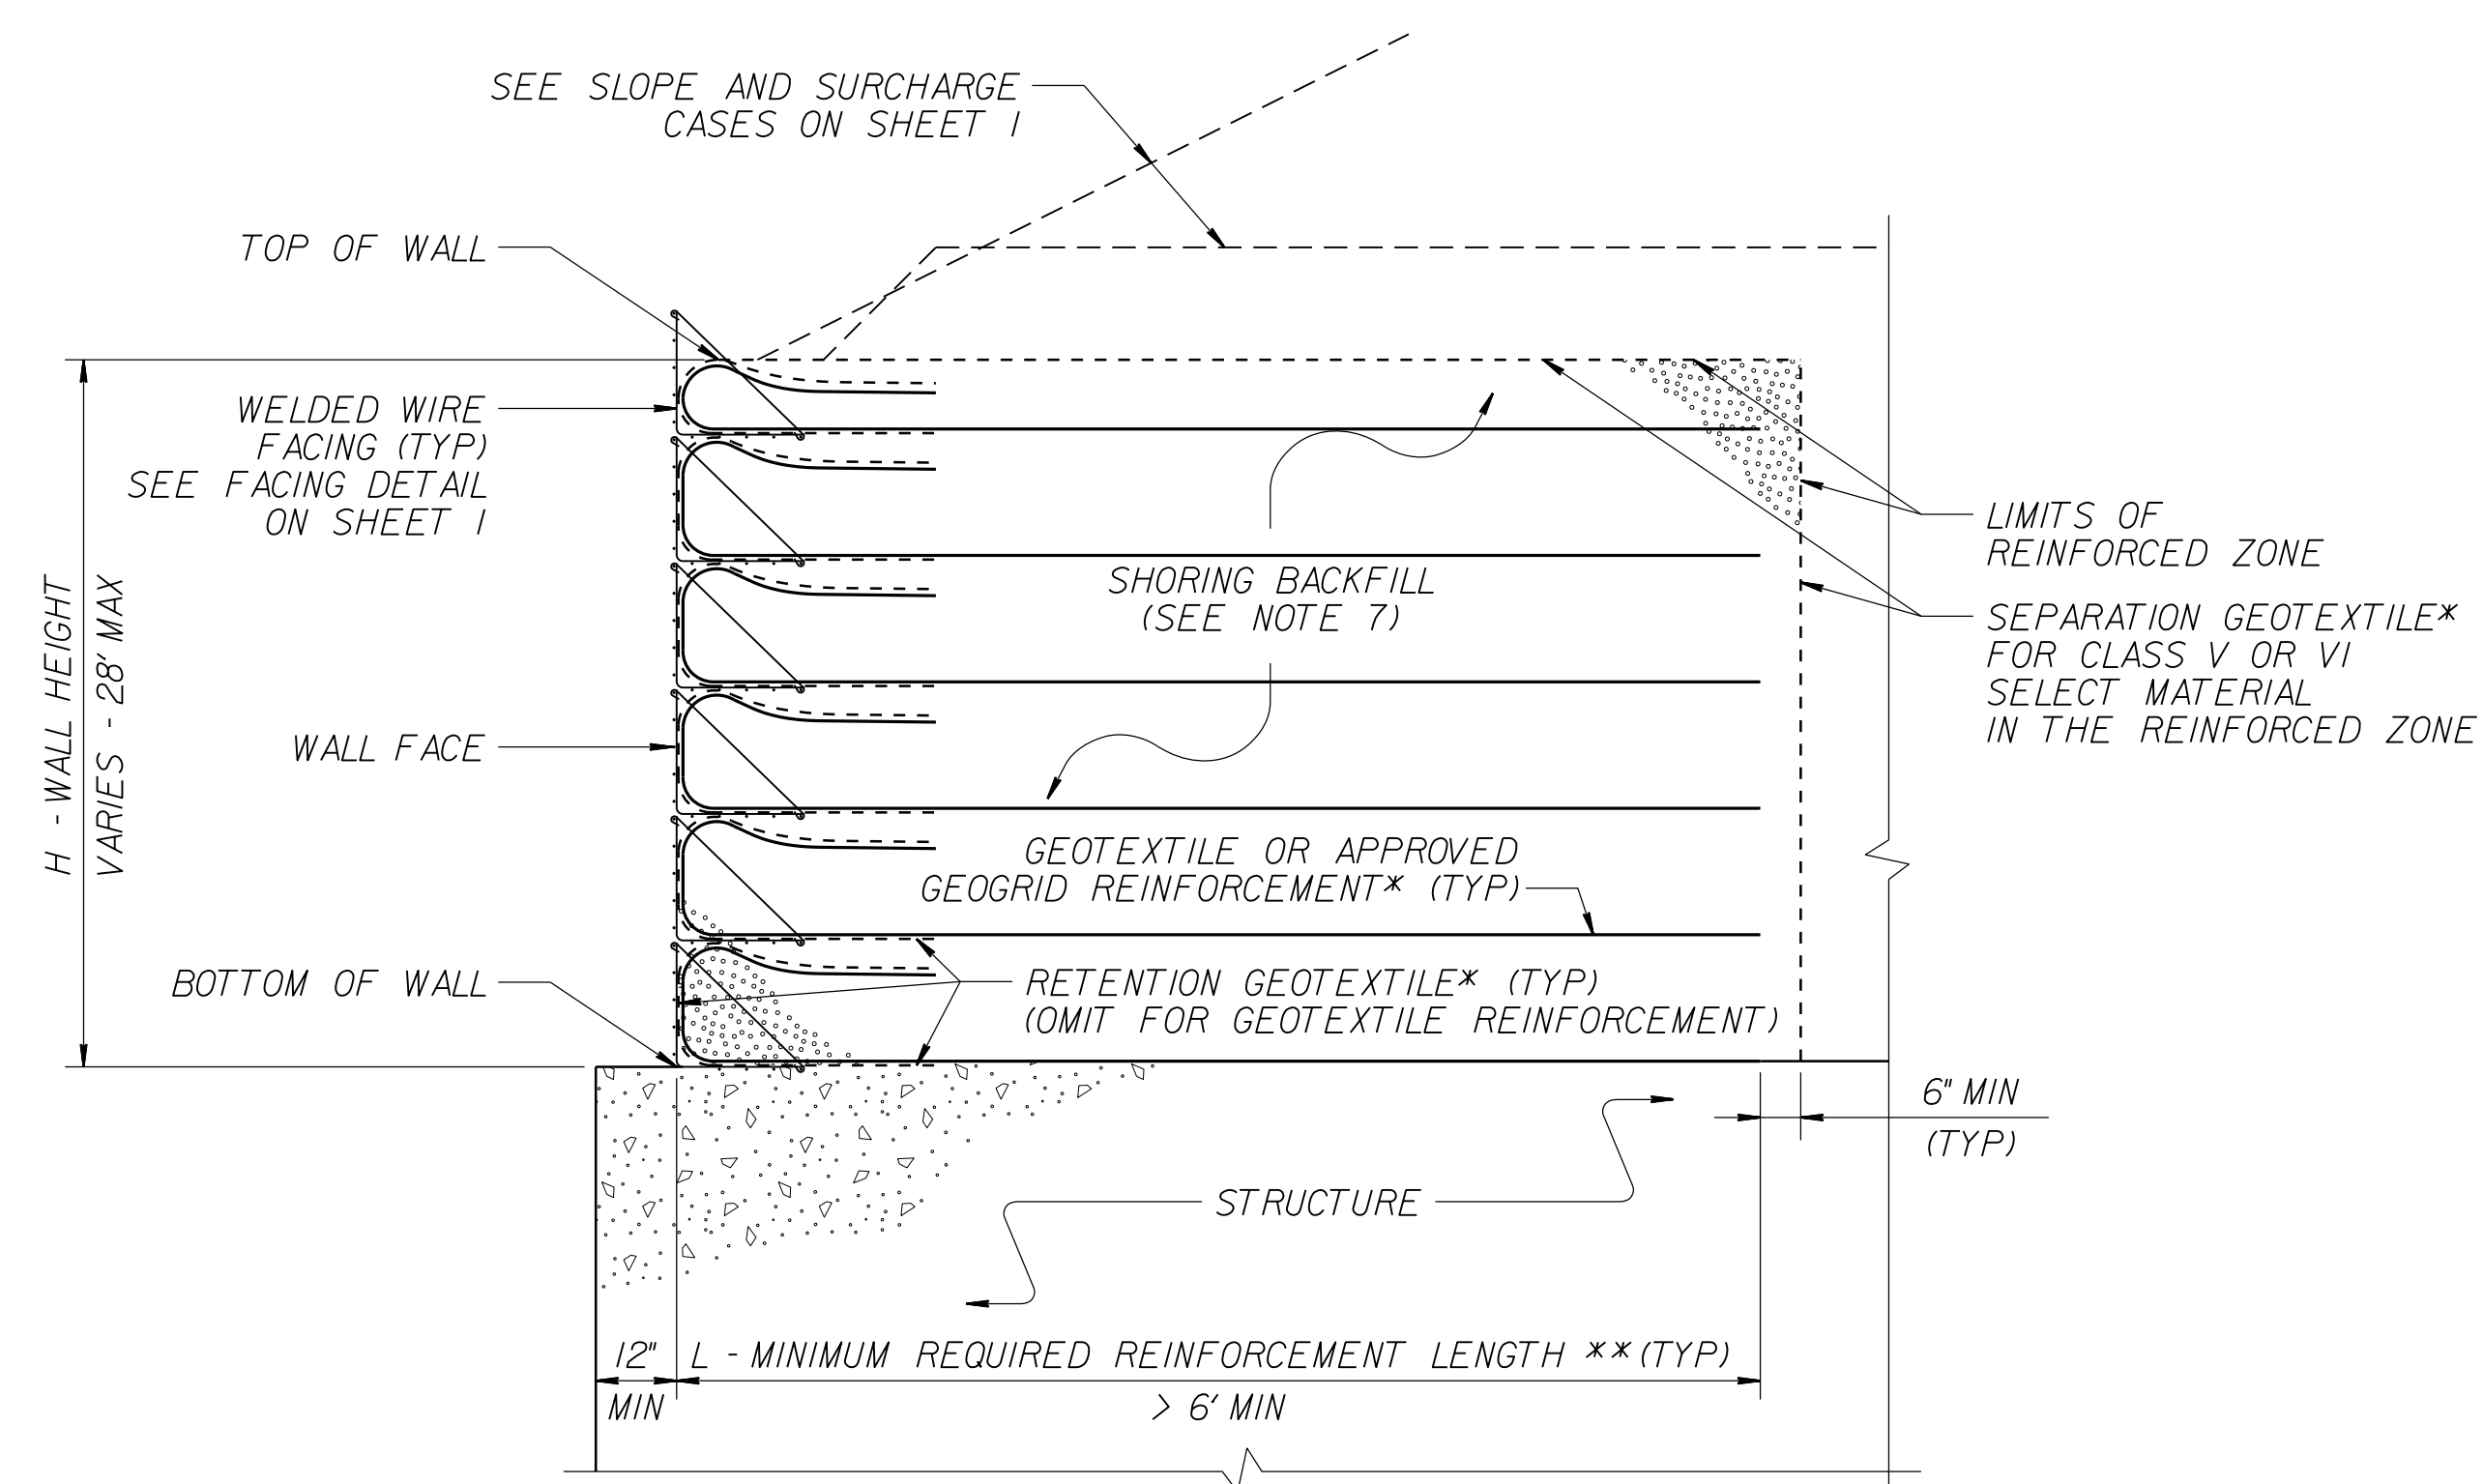 SEE SLOPE AND SURCHARGE
CASES ON SHEET 1
TOP OF WALL
WELDED WIRE
FACING (TYP)
SEE FACING DETAIL
ON SHEET 1
LIMITS OF
REINFORCED ZONE
SHORING BACKFILL
(SEE NOTE 7)
SEPARATION GEOTEXTILE*
FOR CLASS V OR VI
SELECT MATERIAL
IN THE REINFORCED ZONE
H - WALL HEIGHT
VARIES - 28' MAX
WALL FACE
GEOTEXTILE OR APPROVED
GEOGRID REINFORCEMENT* (TYP)
BOTTOM OF WALL
RETENTION GEOTEXTILE* (TYP)
(OMIT FOR GEOTEXTILE REINFORCEMENT)
6" MIN
(TYP)
STRUCTURE
12"
MIN
L - MINIMUM REQUIRED REINFORCEMENT LENGTH **(TYP)
> 6' MIN